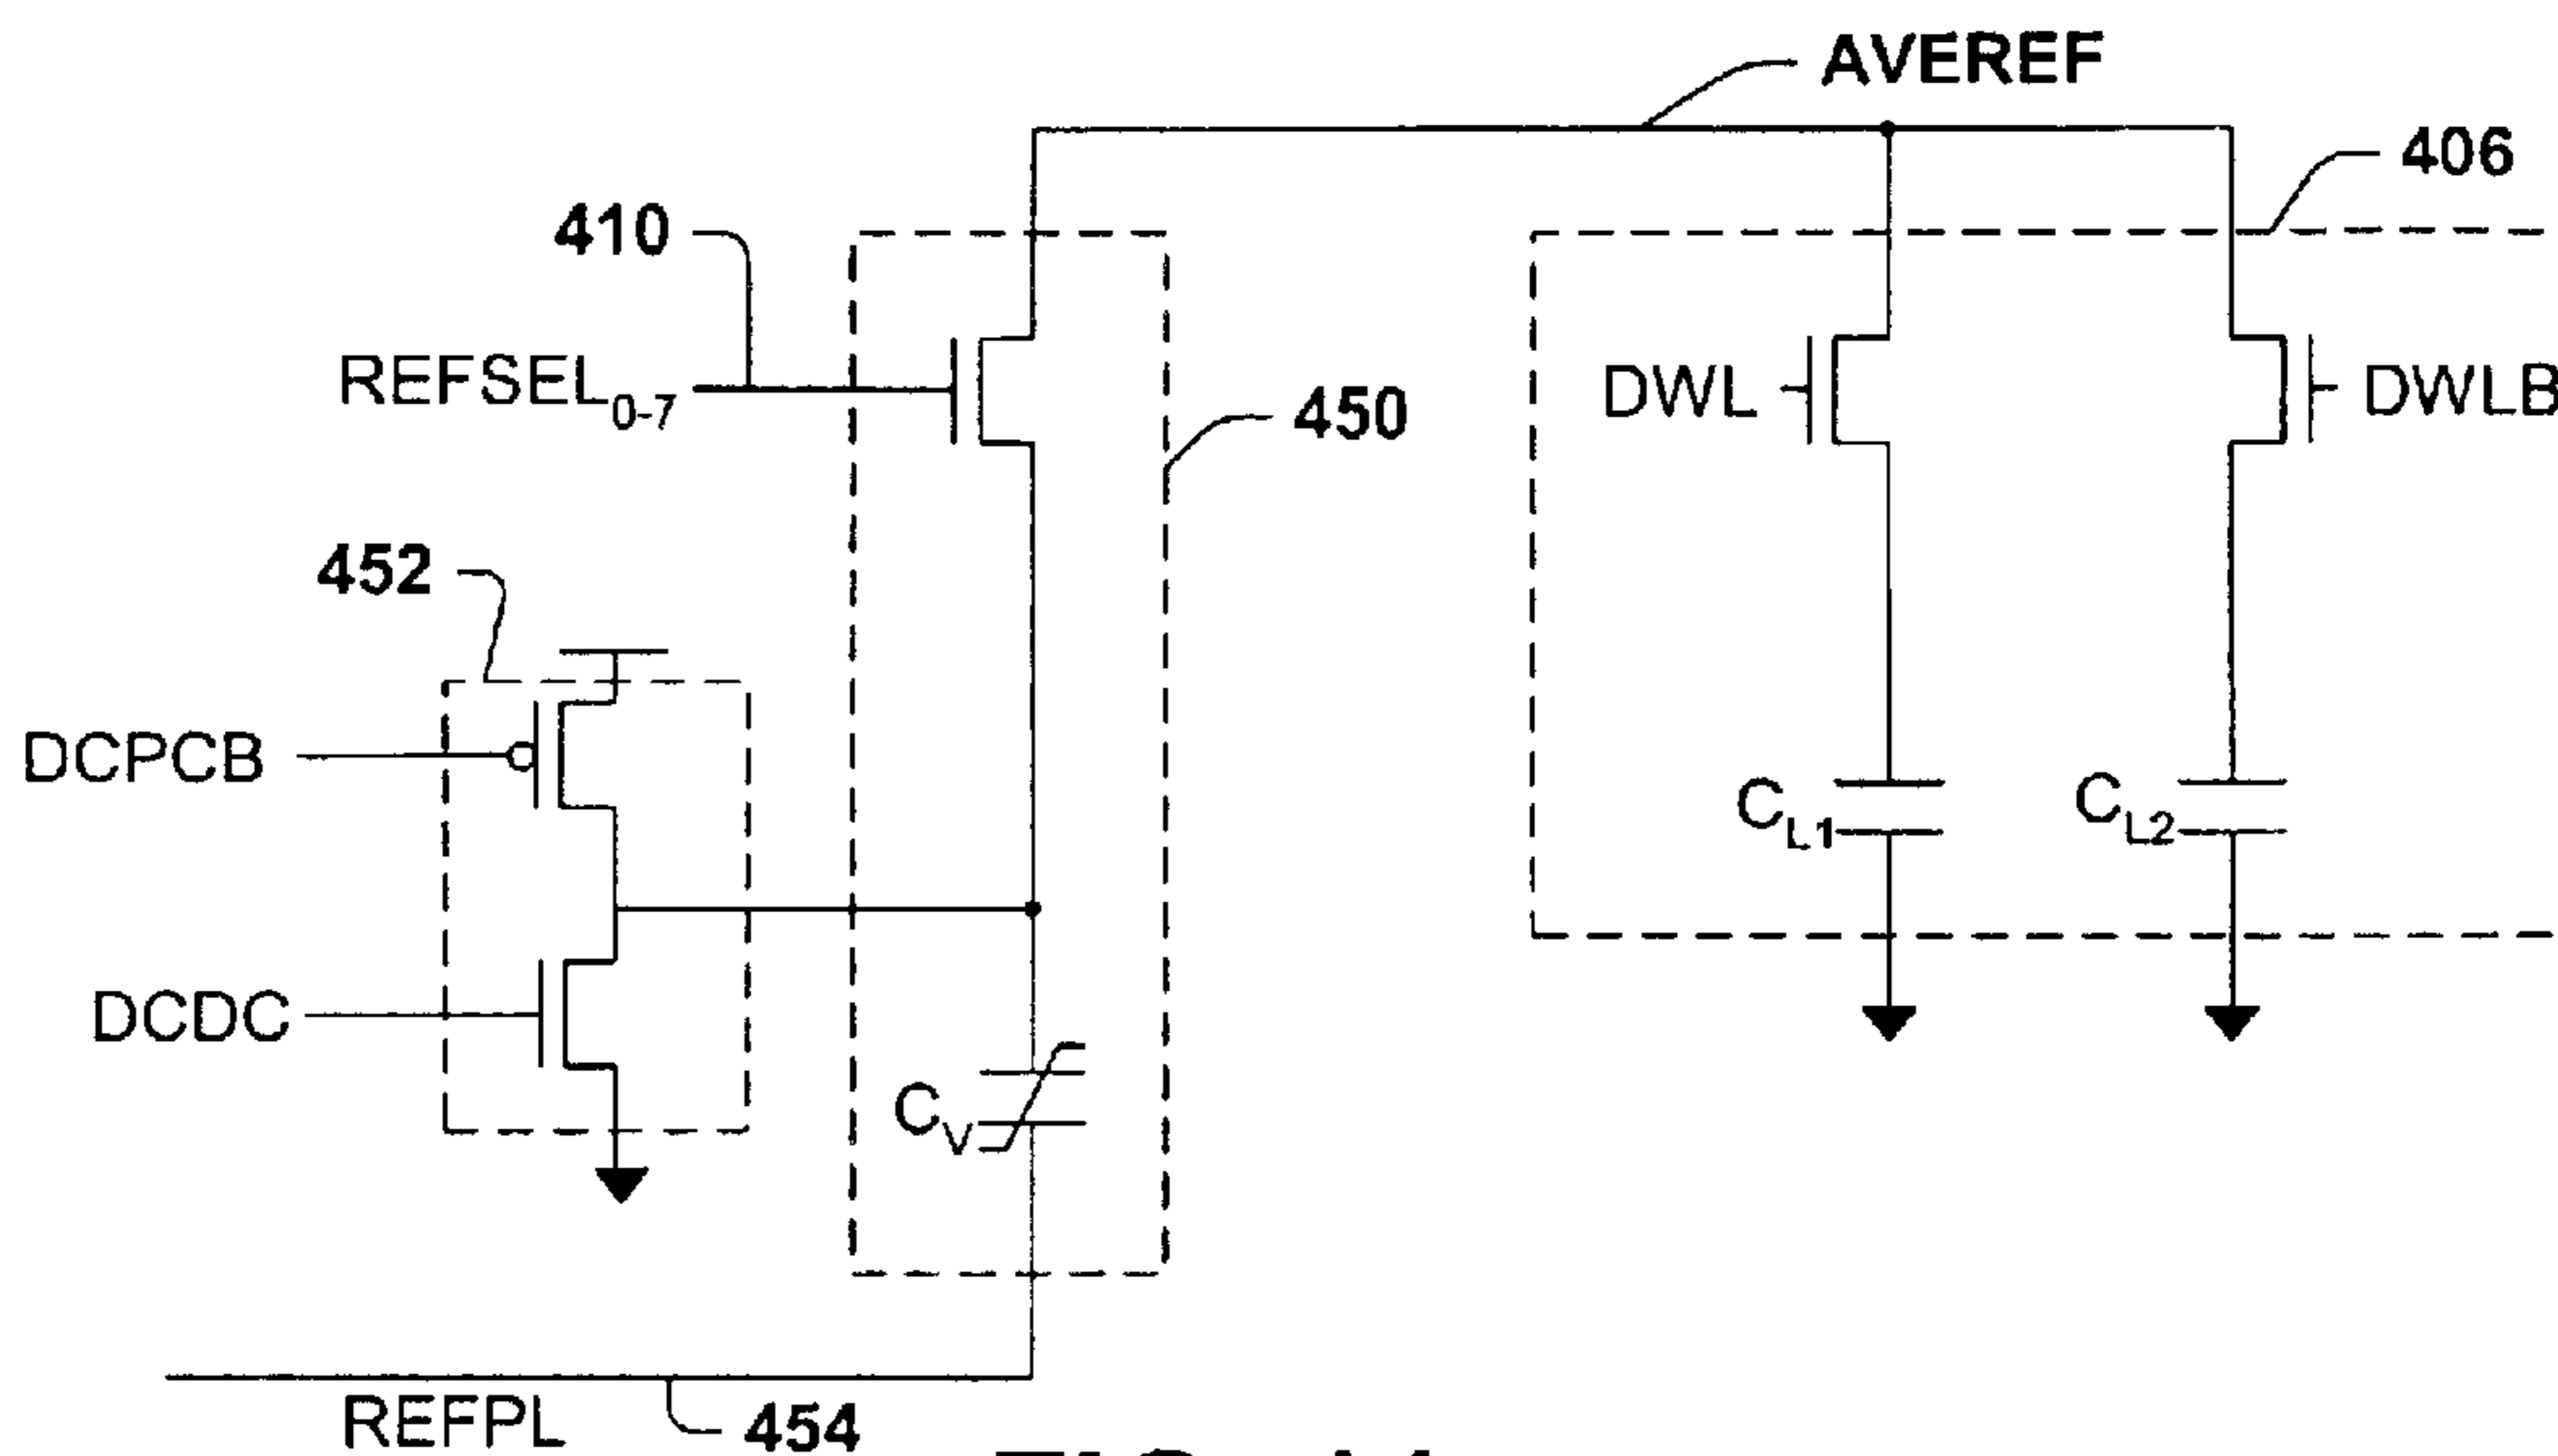 AVEREF
406
410
REFSEL0-7
450
DWL
DWLB
452
DCPCB
CL1
CL2
DCDC
CV
REFPL
454